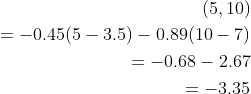 (5, 10)
= −0.45(5 − 3.5) − 0.89(10 − 7)
= −0.68 − 2.67
= −3.35